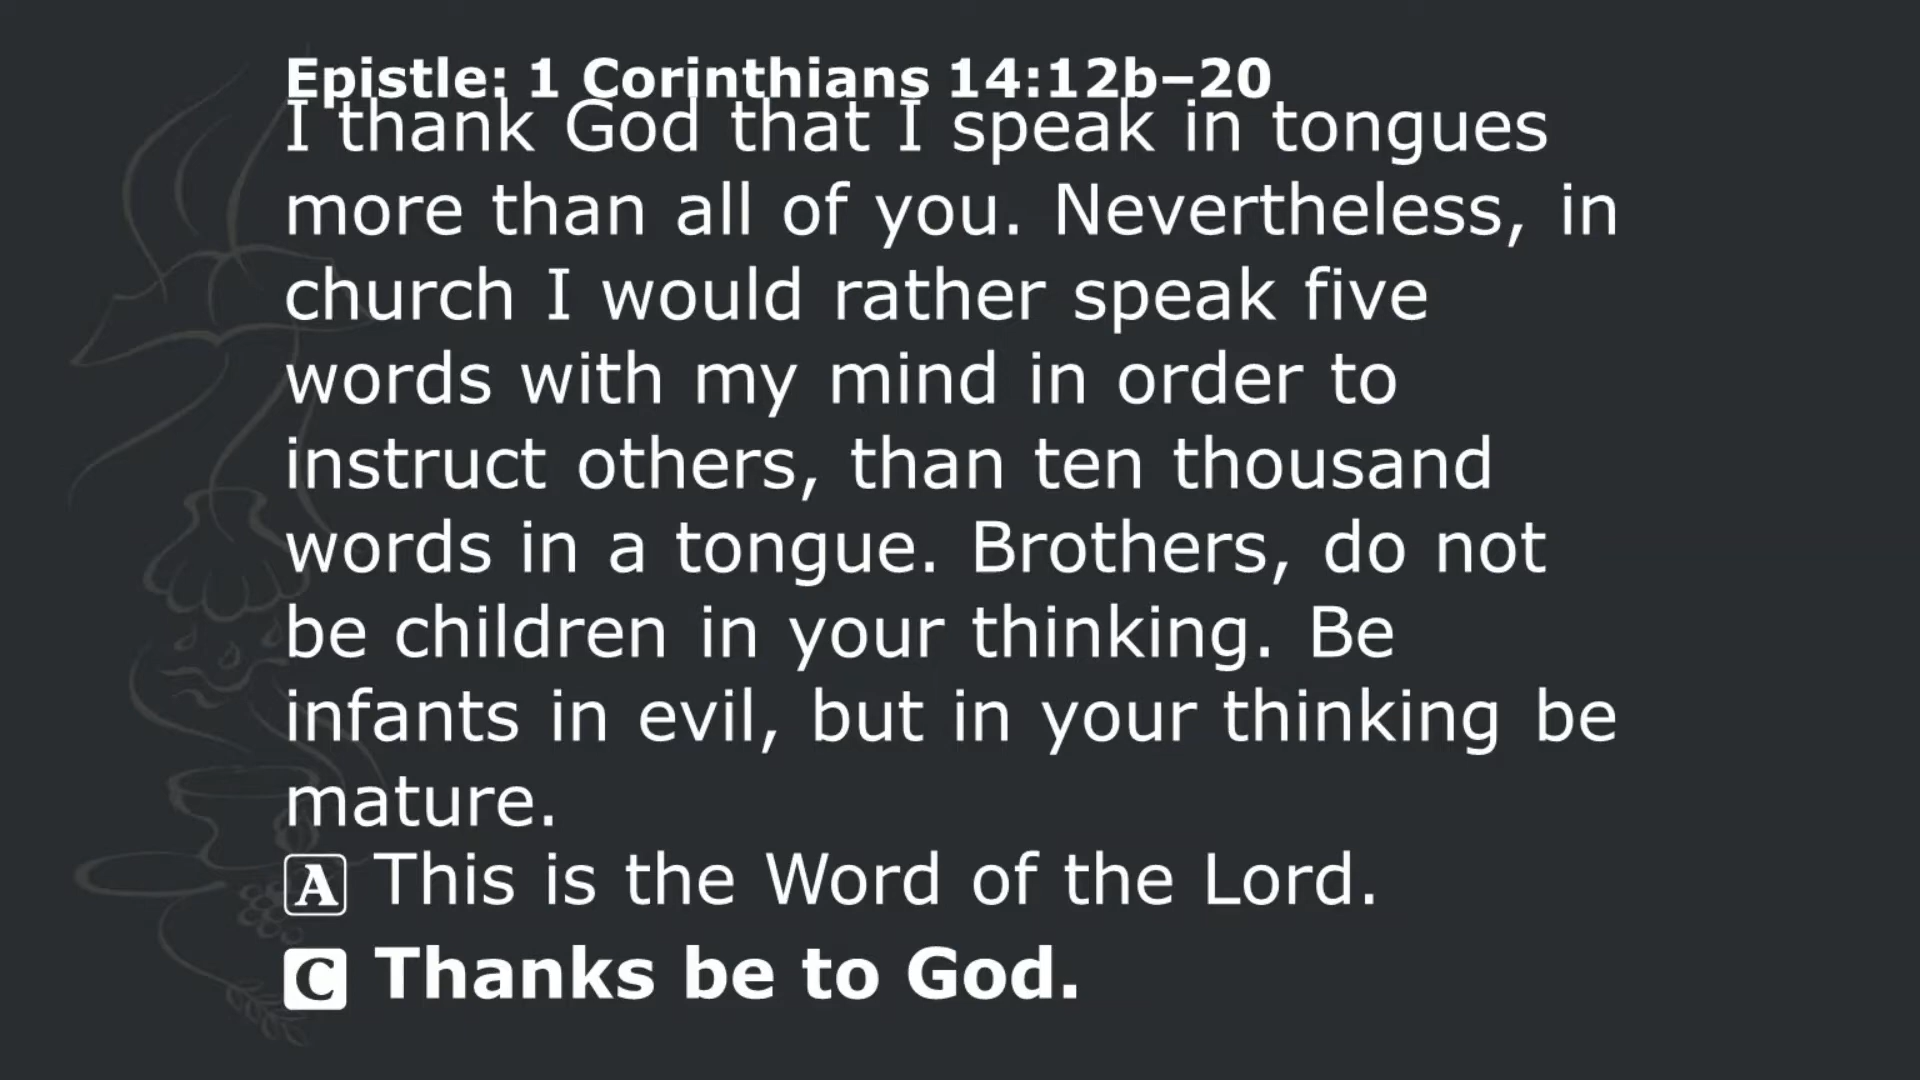 Epistle: 1 Corinthians 14:12b–20
I thank God that I speak in tongues
more than all of you. Nevertheless, in
church I would rather speak five
words with my mind in order to
instruct others, than ten thousand
words in a tongue. Brothers, do not
be children in your thinking. Be
infants in evil, but in your thinking be
mature.
A This is the Word of the Lord.
C Thanks be to God.